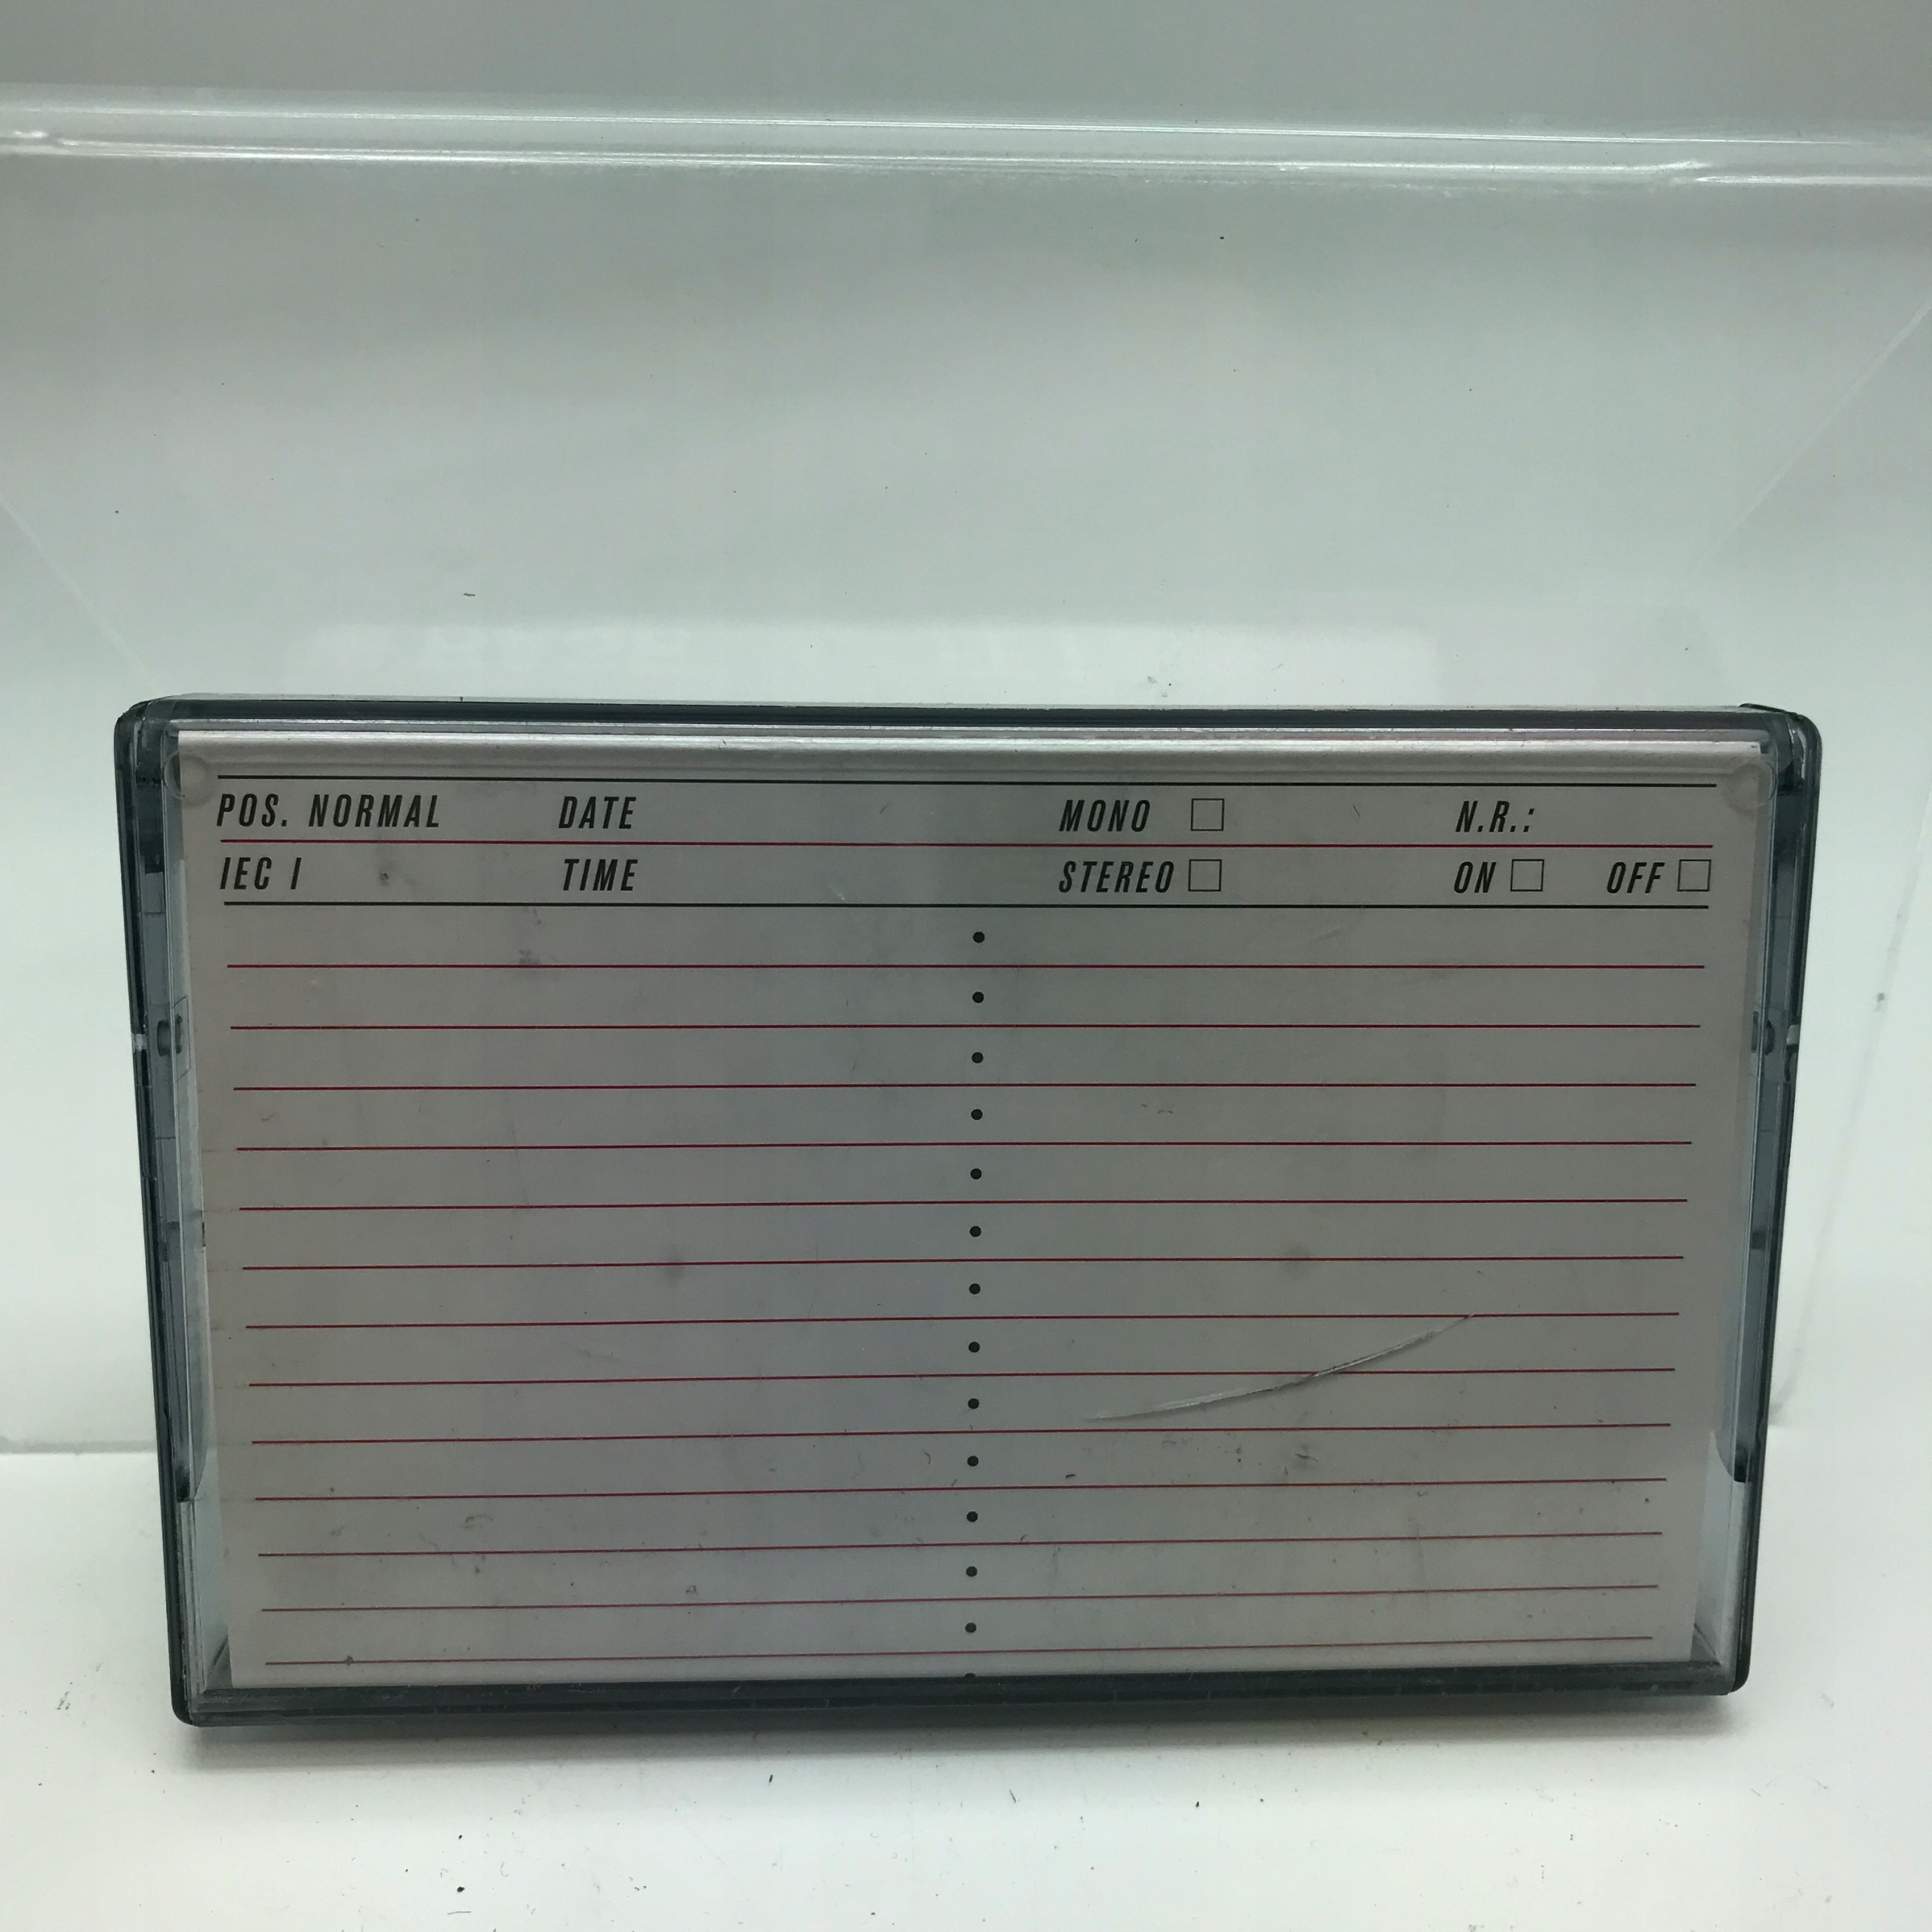 POS. NORMAL DATE MONO N.R.:
IEC I TIME STEREO ON OFF